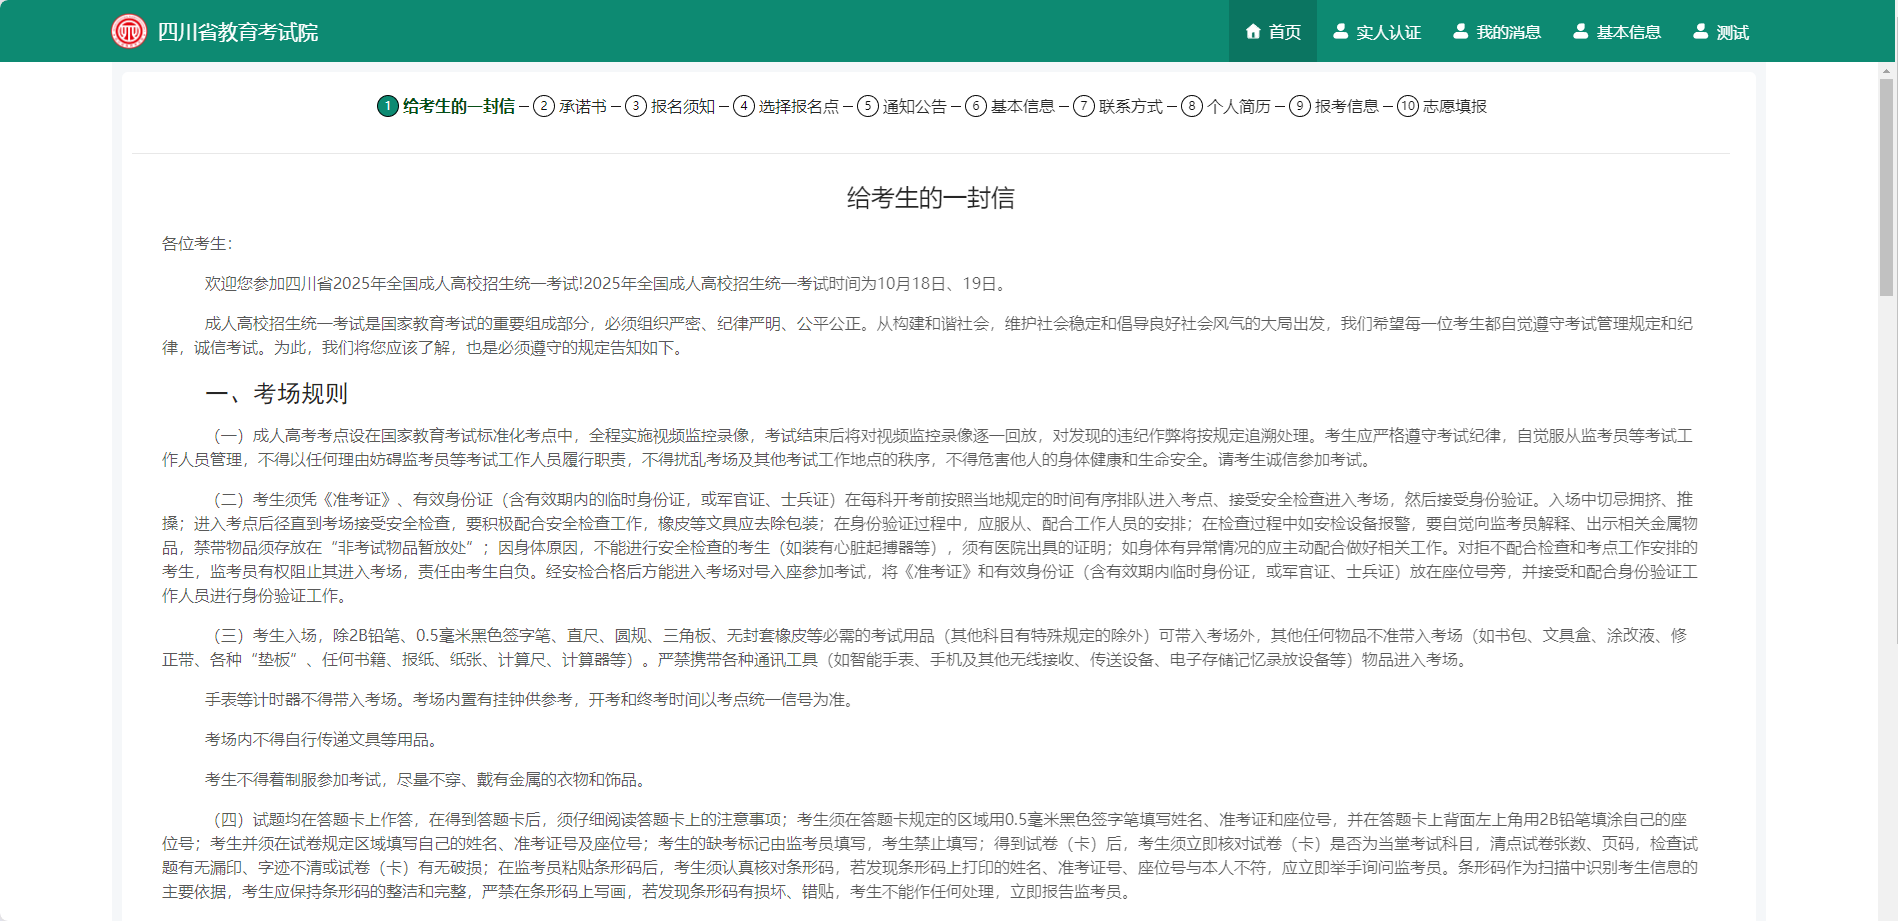 四川省教育考试院
首页 实人认证 我的消息 基本信息 测试
1 给考生的一封信 – 2 承诺书 – 3 报名须知 – 4 选择报名点 – 5 通知公告 – 6 基本信息 – 7 联系方式 – 8 个人简历 – 9 报考信息 – 10 志愿填报
给考生的一封信
各位考生：
欢迎您参加四川省2025年全国成人高校招生统一考试!2025年全国成人高校招生统一考试时间为10月18日、19日。
成人高校招生统一考试是国家教育考试的重要组成部分，必须组织严密、纪律严明、公平公正。从构建和谐社会，维护社会稳定和倡导良好社会风气的大局出发，我们希望每一位考生都自觉遵守考试管理规定和纪
律，诚信考试。为此，我们将您应该了解，也是必须遵守的规定告知如下。
一、考场规则
（一）成人高考考点设在国家教育考试标准化考点中，全程实施视频监控录像，考试结束后将对视频监控录像逐一回放，对发现的违纪作弊将按规定追溯处理。考生应严格遵守考试纪律，自觉服从监考员等考试工
作人员管理，不得以任何理由妨碍监考员等考试工作人员履行职责，不得扰乱考场及其他考试工作地点的秩序，不得危害他人的身体健康和生命安全。请考生诚信参加考试。
（二）考生须凭《准考证》、有效身份证（含有效期内的临时身份证，或军官证、士兵证）在每科开考前按照当地规定的时间有序排队进入考点、接受安全检查进入考场，然后接受身份验证。入场中切忌拥挤、推
搡；进入考点后径直到考场接受安全检查，要积极配合安全检查工作，橡皮等文具应去除包装；在身份验证过程中，应服从、配合工作人员的安排；在检查过程中如安检设备报警，要自觉向监考员解释、出示相关金属物
品，禁带物品须存放在“非考试物品暂放处”；因身体原因，不能进行安全检查的考生（如装有心脏起搏器等），须有医院出具的证明；如身体有异常情况的应主动配合做好相关工作。对拒不配合检查和考点工作安排的
考生，监考员有权阻止其进入考场，责任由考生自负。经安检合格后方能进入考场对号入座参加考试，将《准考证》和有效身份证（含有效期内临时身份证，或军官证、士兵证）放在座位号旁，并接受和配合身份验证工
作人员进行身份验证工作。
（三）考生入场，除2B铅笔、0.5毫米黑色签字笔、直尺、圆规、三角板、无封套橡皮等必需的考试用品（其他科目有特殊规定的除外）可带入考场外，其他任何物品不准带入考场（如书包、文具盒、涂改液、修
正带、各种“垫板”、任何书籍、报纸、纸张、计算尺、计算器等）。严禁携带各种通讯工具（如智能手表、手机及其他无线接收、传送设备、电子存储记忆录放设备等）物品进入考场。
手表等计时器不得带入考场。考场内置有挂钟供参考，开考和终考时间以考点统一信号为准。
考场内不得自行传递文具等用品。
考生不得着制服参加考试，尽量不穿、戴有金属的衣物和饰品。
（四）试题均在答题卡上作答，在得到答题卡后，须仔细阅读答题卡上的注意事项；考生须在答题卡规定的区域用0.5毫米黑色签字笔填写姓名、准考证和座位号，并在答题卡上背面左上角用2B铅笔填涂自己的座
位号；考生并须在试卷规定区域填写自己的姓名、准考证号及座位号；考生的缺考标记由监考员填写，考生禁止填写；得到试卷（卡）后，考生须立即核对试卷（卡）是否为当堂考试科目，清点试卷张数、页码，检查试
题有无漏印、字迹不清或试卷（卡）有无破损；在监考员粘贴条形码后，考生须认真核对条形码，若发现条形码上打印的姓名、准考证号、座位号与本人不符，应立即举手询问监考员。条形码作为扫描中识别考生信息的
主要依据，考生应保持条形码的整洁和完整，严禁在条形码上写画，若发现条形码有损坏、错贴，考生不能作任何处理，立即报告监考员。